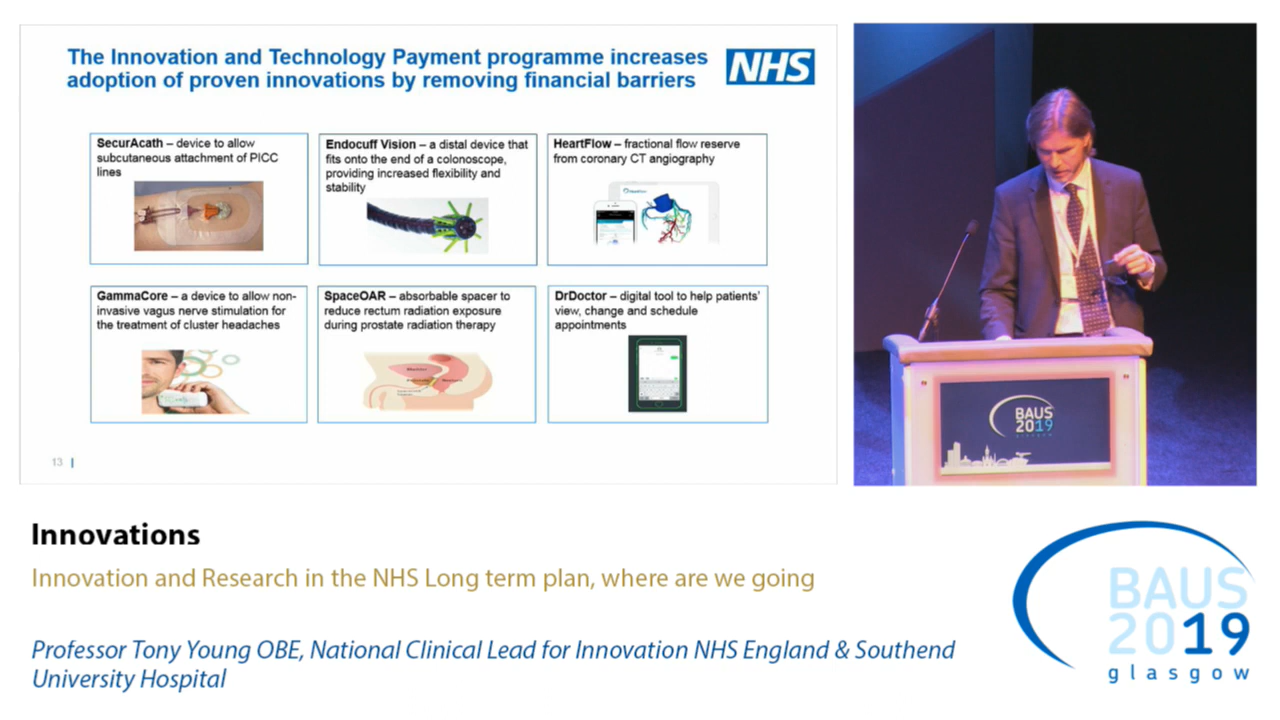 The Innovation and Technology Payment programme increases
adoption of proven innovations by removing financial barriers
NHS
SecurAcath – device to allow
subcutaneous attachment of PICC
lines
Endocuff Vision – a distal device that
fits onto the end of a colonoscope,
providing increased flexibility and
stability
HeartFlow – fractional flow reserve
from coronary CT angiography
GammaCore – a device to allow non-
invasive vagus nerve stimulation for
the treatment of cluster headaches
SpaceOAR – absorbable spacer to
reduce rectum radiation exposure
during prostate radiation therapy
DrDoctor – digital tool to help patients'
view, change and schedule
appointments
13 |
BAUS
2019
glasgow
Innovations
Innovation and Research in the NHS Long term plan, where are we going
Professor Tony Young OBE, National Clinical Lead for Innovation NHS England & Southend
University Hospital
BAUS
2019
glasgow